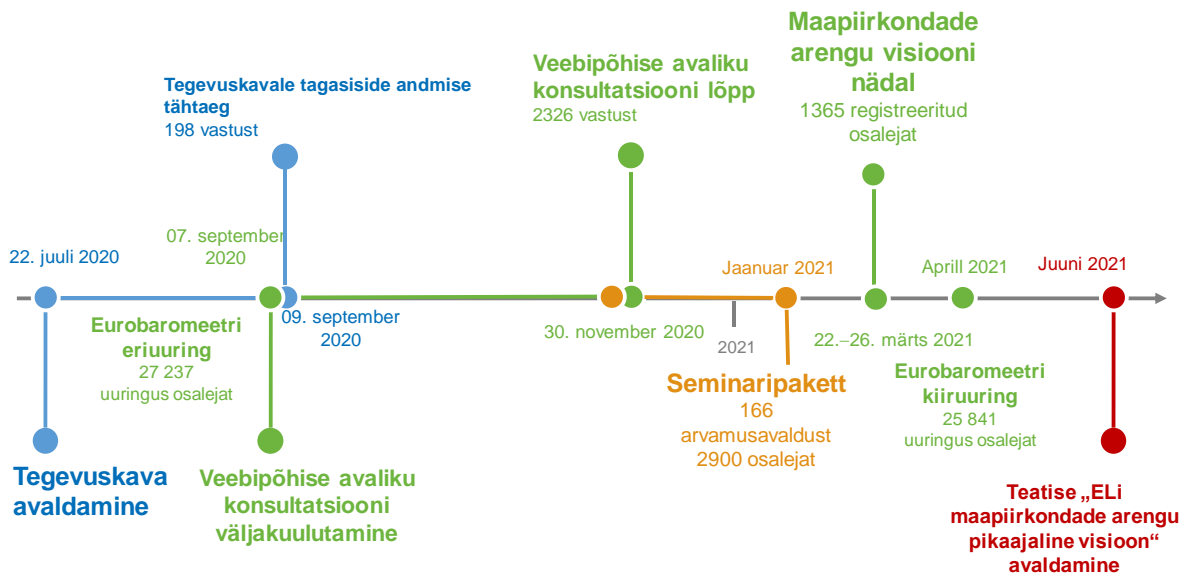 Maapiirkondade
arengu visiooni
nädal
1365 registreeritud
osalejat
Veebipõhise avaliku
konsultatsiooni lõpp
2326 vastust
Tegevuskavale tagasiside andmise
tähtaeg
198 vastust
22. juuli 2020
07. september
2020
Jaanuar 2021
Aprill 2021
Juuni 2021
Eurobaromeetri
eriuuring
27 237
uuringus osalejat
09. september
2020
30. november 2020
2021
22.–26. märts 2021
Seminaripakett
166
arvamusavaldust
2900 osalejat
Eurobaromeetri
kiiruuring
25 841
uuringus osalejat
Tegevuskava
avaldamine
Veebipõhise avaliku
konsultatsiooni
väljakuulutamine
Teatise „ELi
maapiirkondade arengu
pikaajaline visioon“
avaldamine